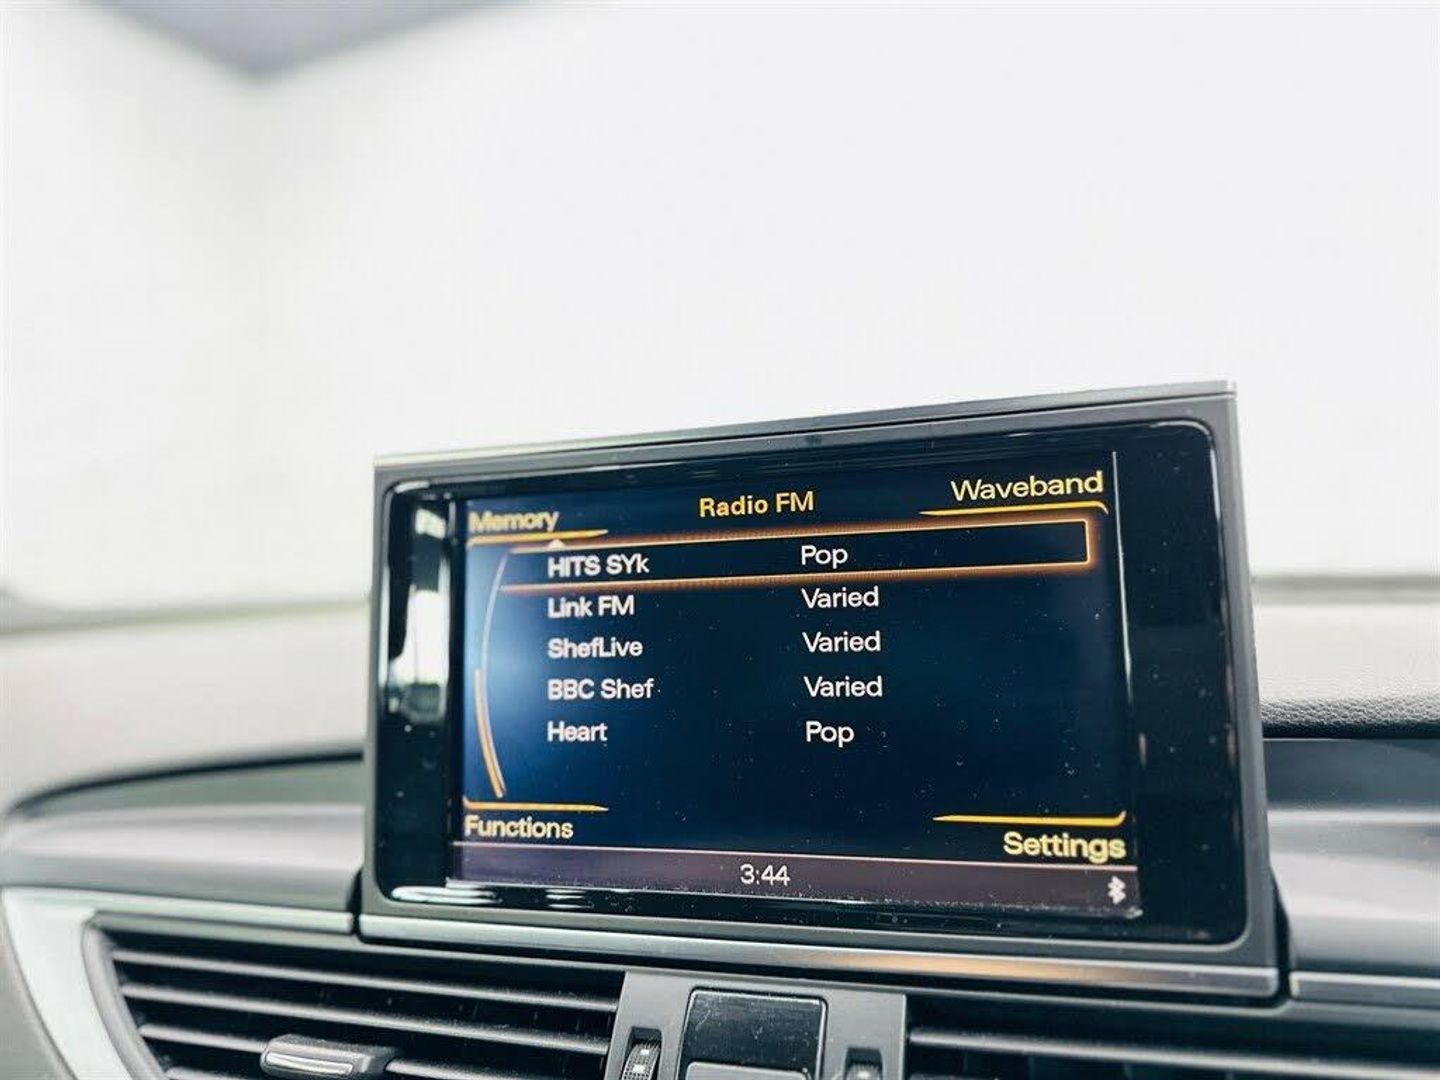 Memory Radio FM Waveband
HITS SYk Pop
Link FM Varied
ShefLive Varied
BBC Shef Varied
Heart Pop
Functions Settings
3:44